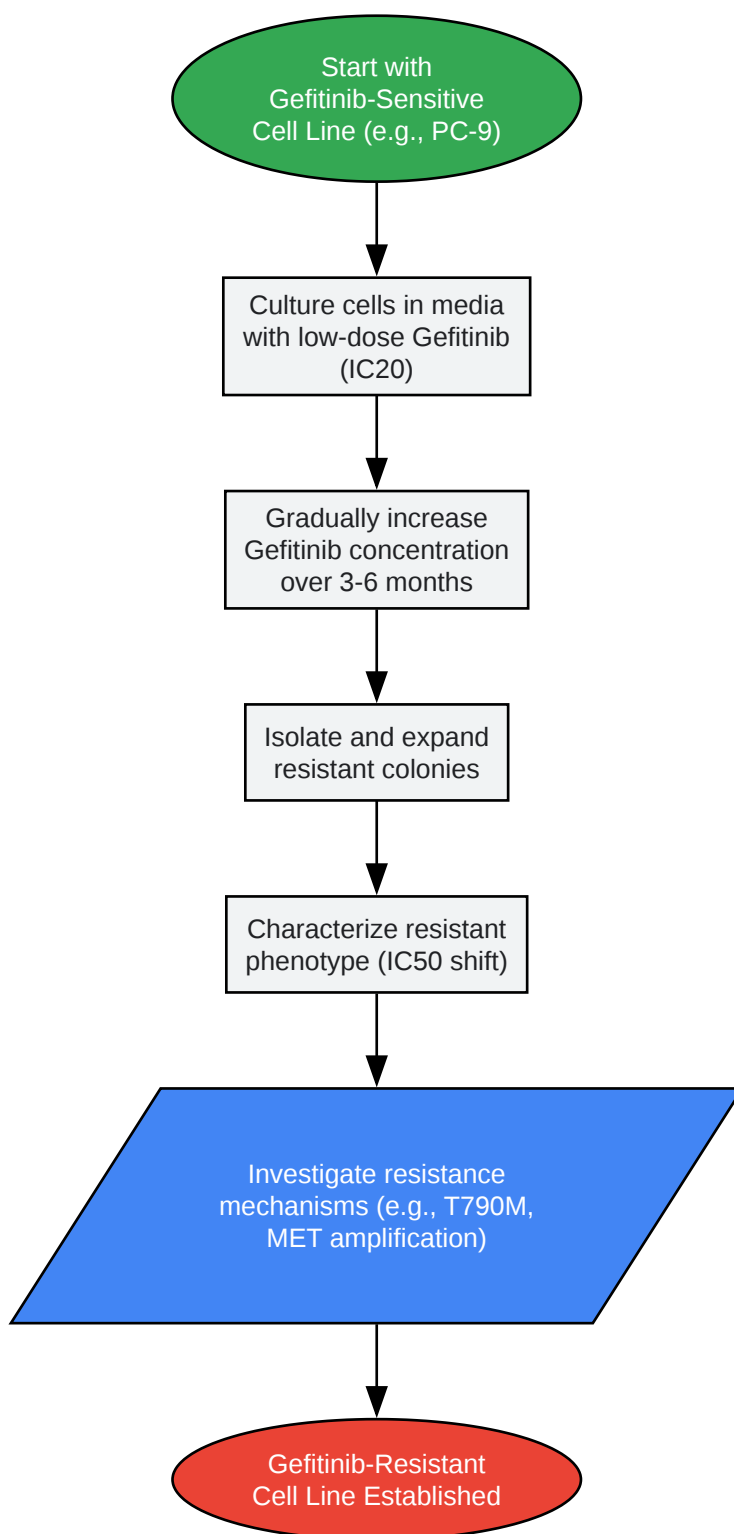 Start with
Gefitinib-Sensitive
Cell Line (e.g., PC-9)
Culture cells in media
with low-dose Gefitinib
(IC20)
Gradually increase
Gefitinib concentration
over 3-6 months
Isolate and expand
resistant colonies
Characterize resistant
phenotype (IC50 shift)
Investigate resistance
mechanisms (e.g., T790M,
MET amplification)
Gefitinib-Resistant
Cell Line Established